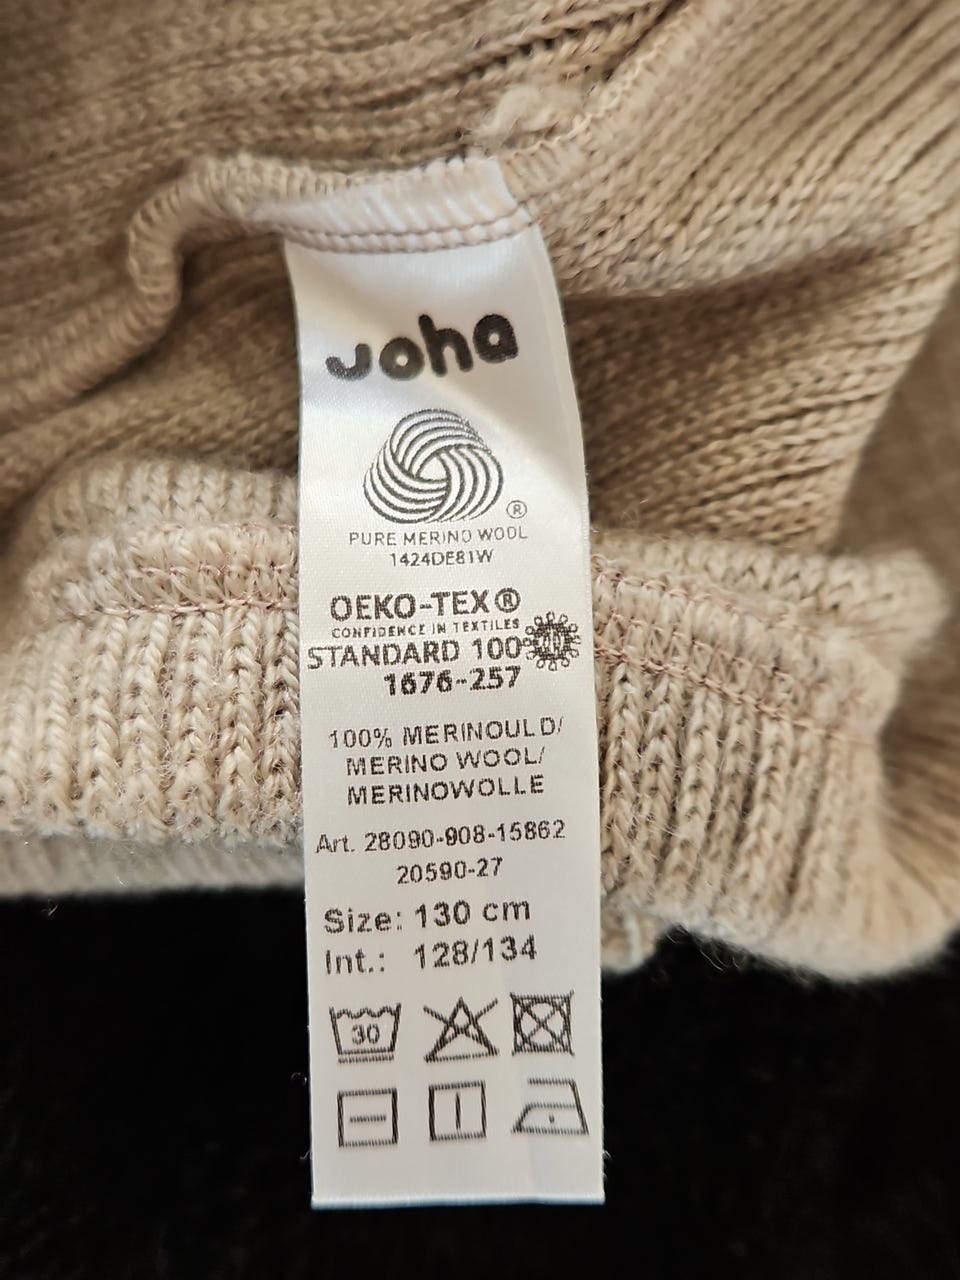 Joha
®
PURE MERINO WOOL
1424DE81W
OEKO-TEX®
CONFIDENCE IN TEXTILES
STANDARD 100
1676-257
100% MERINOULD/
MERINO WOOL/
MERINOWOLLE
Art. 28090-908-15862
20590-27
Size: 130 cm
Int.: 128/134
30